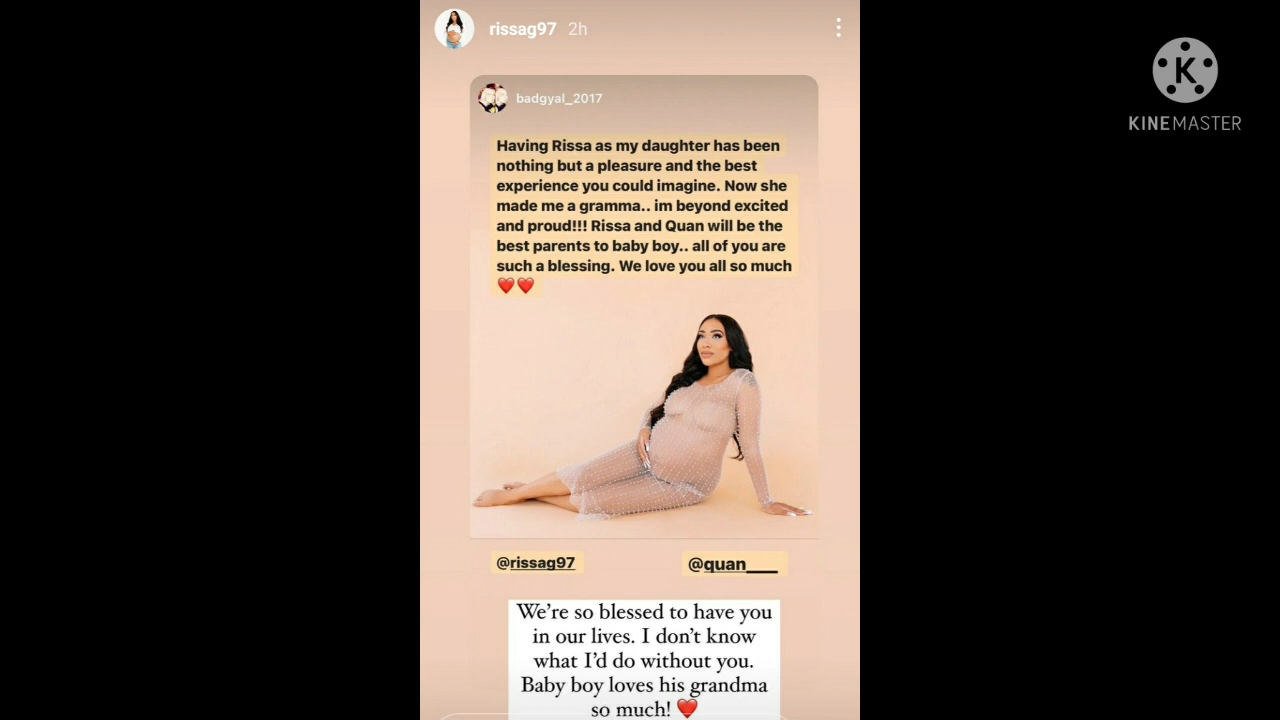 rissag97 2h
K
KINEMASTER
badgyal_2017
Having Rissa as my daughter has been
nothing but a pleasure and the best
experience you could imagine. Now she
made me a gramma.. im beyond excited
and proud!!! Rissa and Quan will be the
best parents to baby boy.. all of you are
such a blessing. We love you all so much
❤️❤️
@rissag97 @quan____
We're so blessed to have you
in our lives. I don't know
what I'd do without you.
Baby boy loves his grandma
so much! ❤️